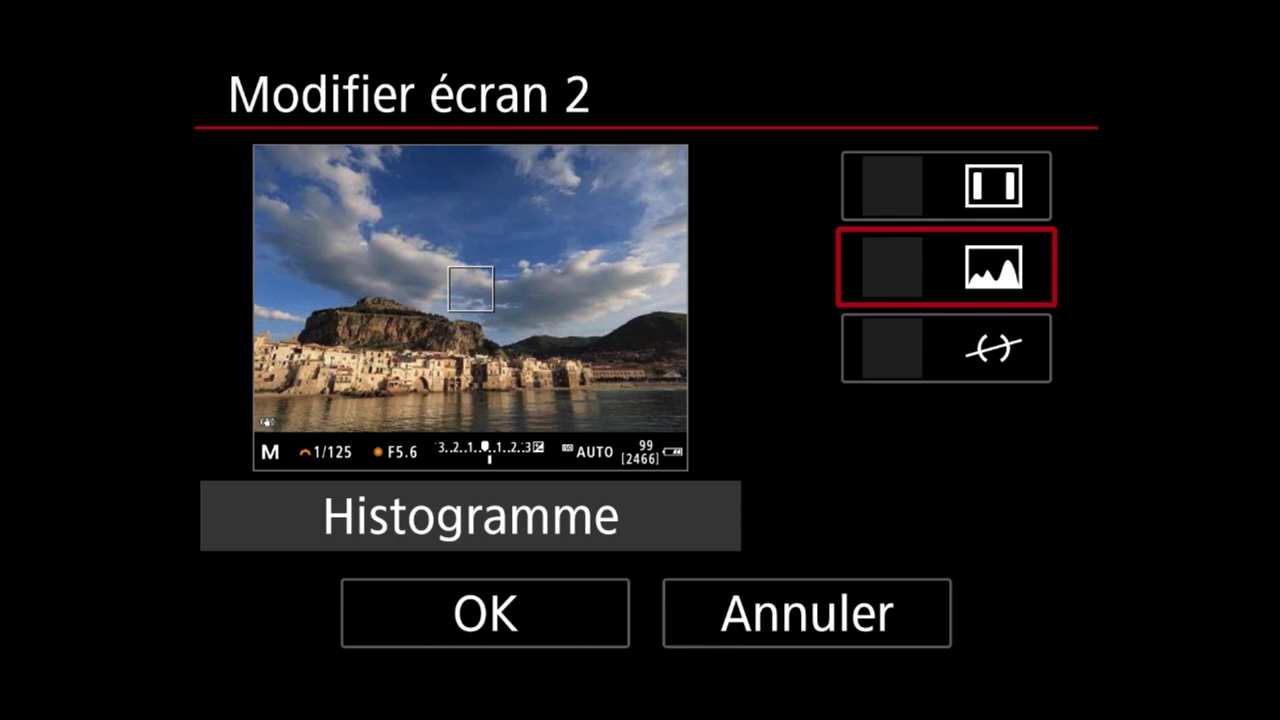 Modifier écran 2
M 1/125 F5.6 3..2..1..▮..1..2..3 ISO AUTO 99
[2466]
Histogramme
OK Annuler